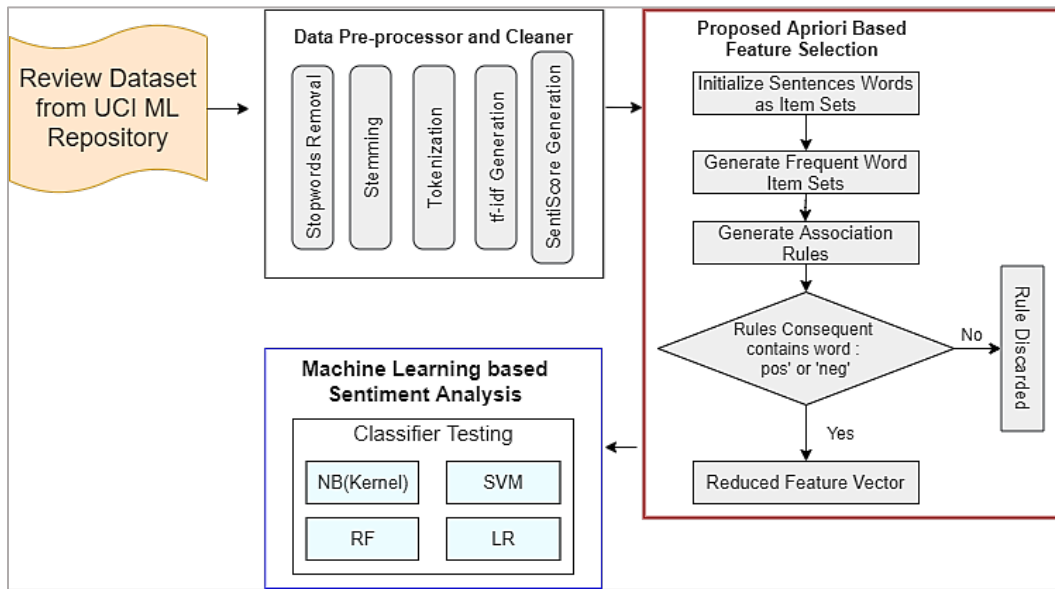 Review Dataset
from UCI ML
Repository
Data Pre-processor and Cleaner
Stopwords Removal
Stemming
Tokenization
tf-idf Generation
SentiScore Generation
Proposed Apriori Based
Feature Selection
Initialize Sentences Words
as Item Sets
Generate Frequent Word
Item Sets
Generate Association
Rules
Rules Consequent
contains word :
pos' or 'neg'
No
Rule Discarded
Yes
Reduced Feature Vector
Machine Learning based
Sentiment Analysis
Classifier Testing
NB(Kernel)
SVM
RF
LR